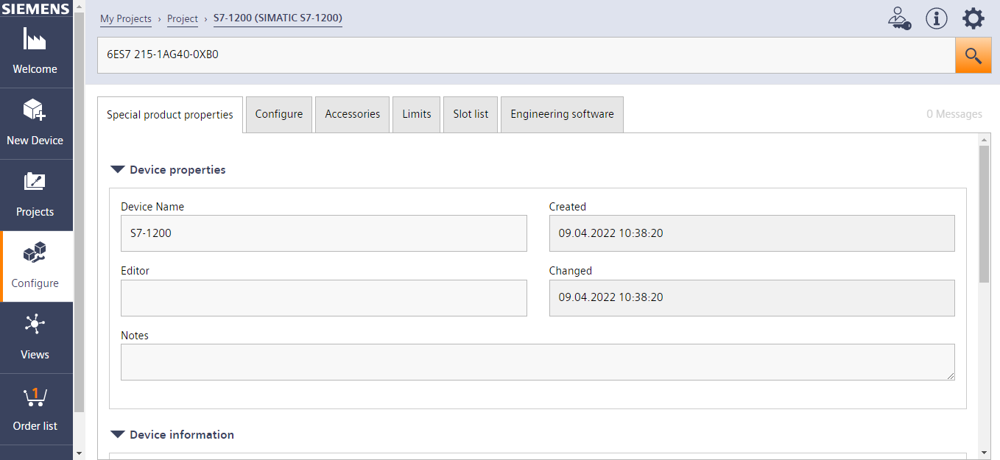 SIEMENS
Welcome
New Device
Projects
Configure
Views
1
Order list
My Projects › Project › S7-1200 (SIMATIC S7-1200)
6ES7 215-1AG40-0XB0
Special product properties
Configure
Accessories
Limits
Slot list
Engineering software
0 Messages
Device properties
Device Name
Created
S7-1200
09.04.2022 10:38:20
Editor
Changed
09.04.2022 10:38:20
Notes
Device information